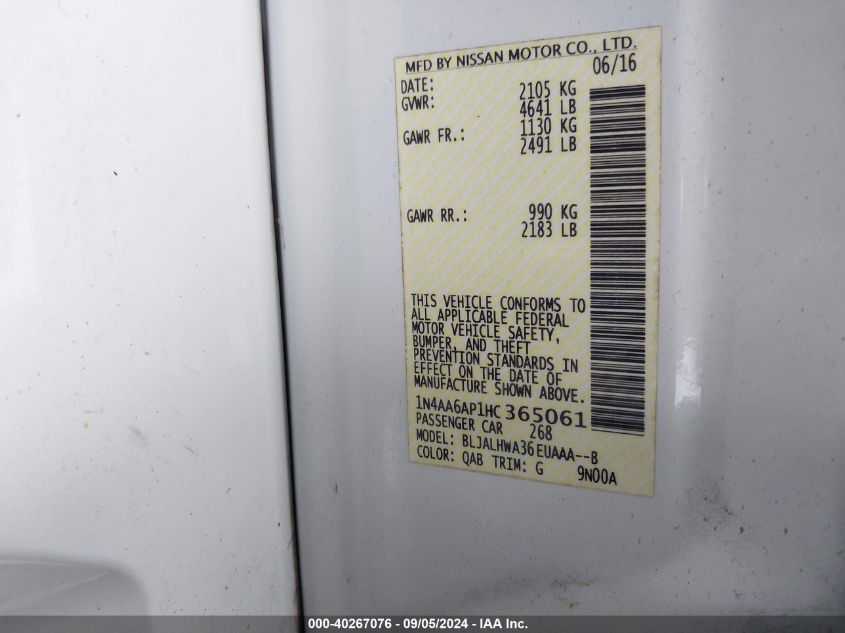 MFD BY NISSAN MOTOR CO., LTD.
DATE: 06/16
GVWR: 2105 KG
4641 LB
GAWR FR.: 1130 KG
2491 LB
GAWR RR.: 990 KG
2183 LB
THIS VEHICLE CONFORMS TO
ALL APPLICABLE FEDERAL
MOTOR VEHICLE SAFETY,
BUMPER, AND THEFT
PREVENTION STANDARDS IN
EFFECT ON THE DATE OF
MANUFACTURE SHOWN ABOVE.
1N4AA6AP1HC365061
PASSENGER CAR 268
MODEL: BLJALHWA36EUAAA--B
COLOR: QAB TRIM: G 9N00A
000-40267076 - 09/05/2024 - IAA Inc.